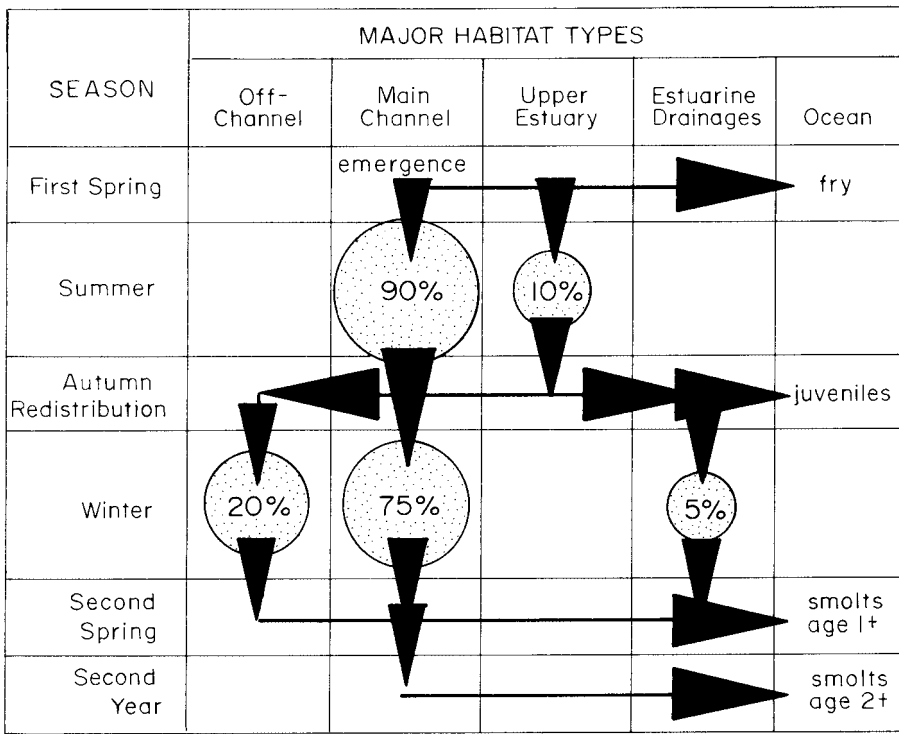 MAJOR HABITAT TYPES
SEASON
Off-
Channel
Main
Channel
Upper
Estuary
Estuarine
Drainages
Ocean
First Spring
emergence
fry
Summer
90%
10%
Autumn
Redistribution
juveniles
Winter
20%
75%
5%
Second
Spring
smolts
age 1+
Second
Year
smolts
age 2+